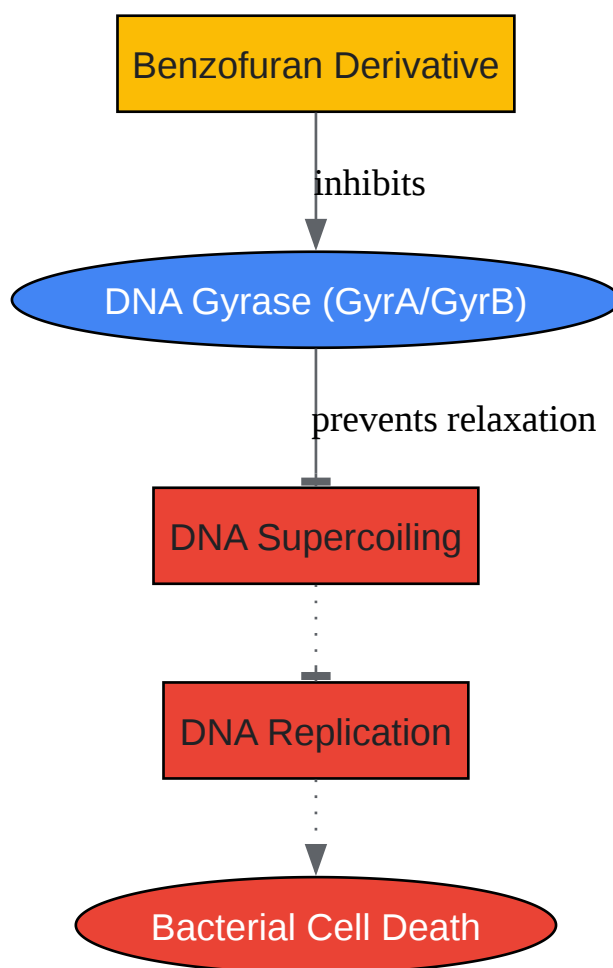 Benzofuran Derivative
inhibits
DNA Gyrase (GyrA/GyrB)
prevents relaxation
DNA Supercoiling
DNA Replication
Bacterial Cell Death